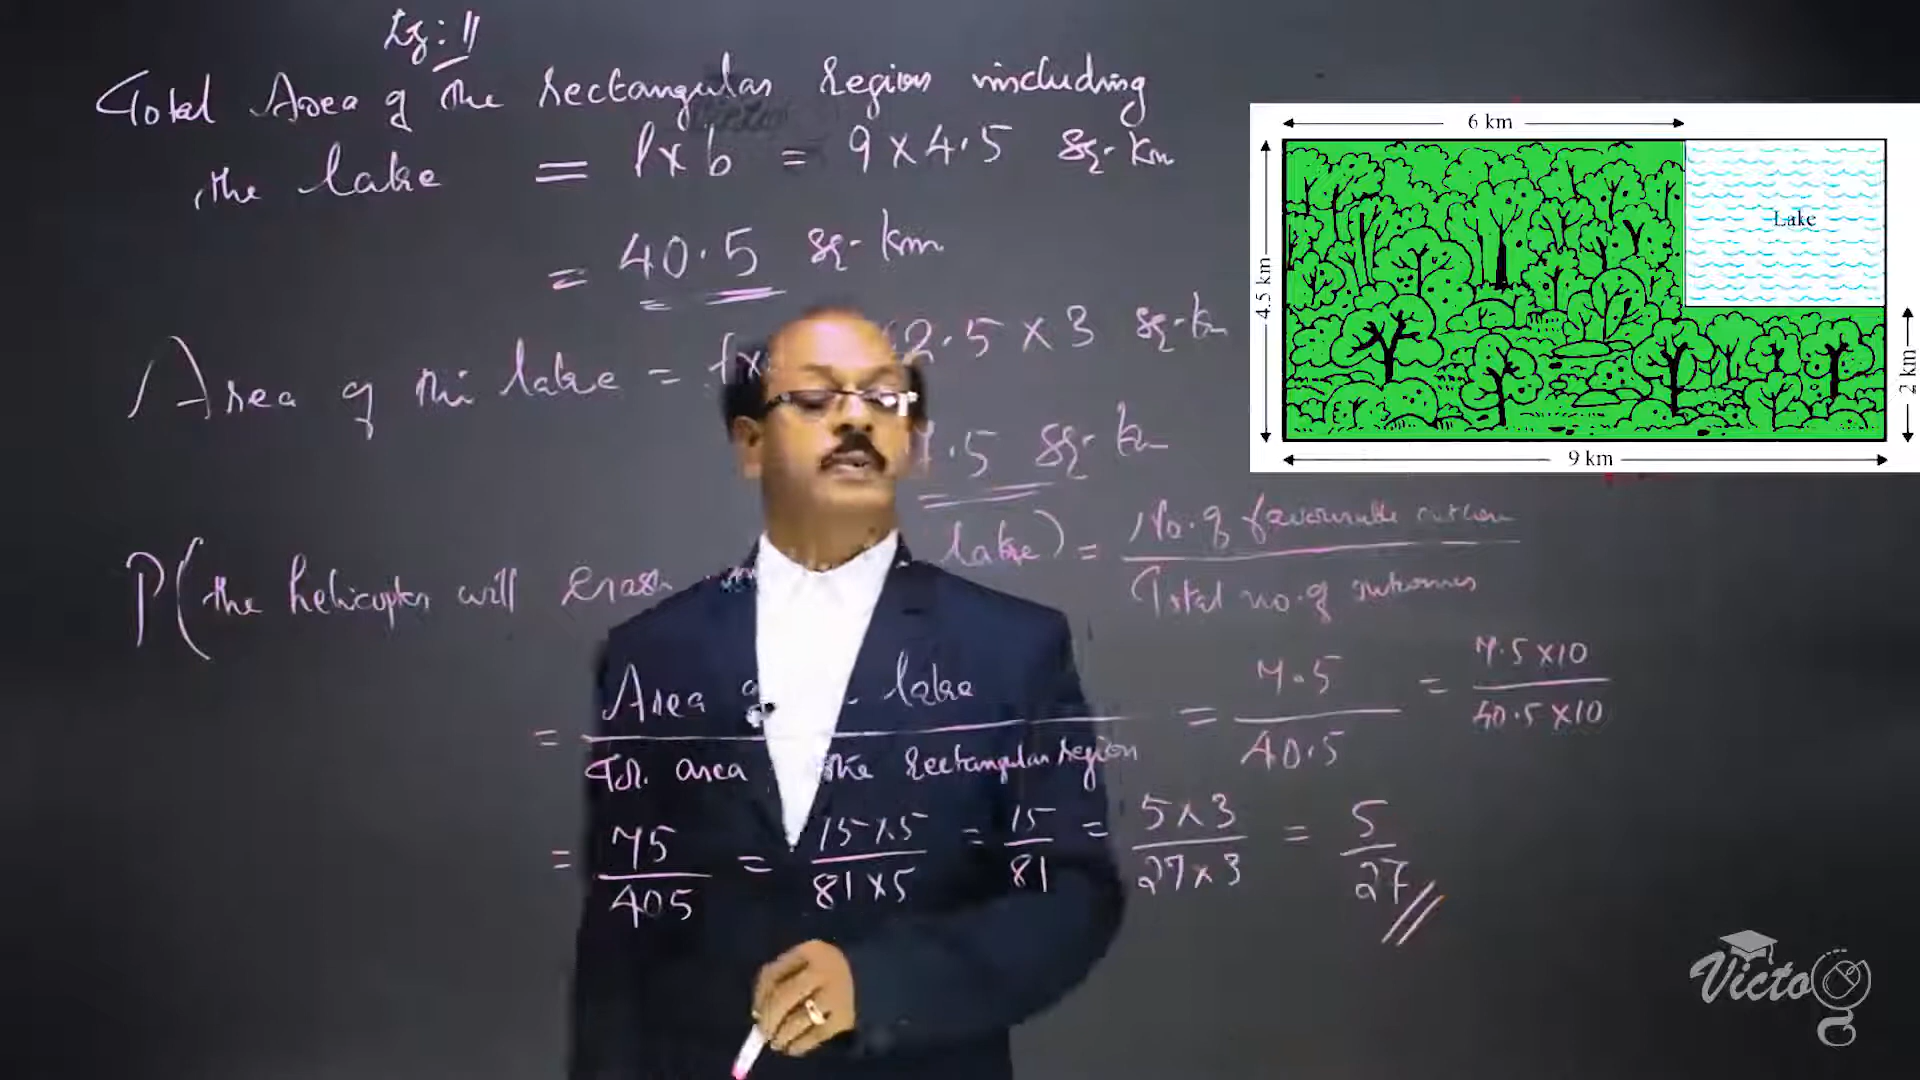 Eg: 11
Total Area of the rectangular region including
the lake = l × b = 9 × 4.5 sq. km
= 40.5 sq. km
Area of the lake = l × 2.5 × 3 sq. km
.5 sq. km
P(the helicopter will crash lake) = No. of favourable outcome / Total no. of outcomes
= Area lake / Tot. area the rectangular region = 7.5 / 40.5 = 7.5 × 10 / 40.5 × 10
= 75 / 405 = 15 × 5 / 81 × 5 = 15 / 81 = 5 × 3 / 27 × 3 = 5 / 27
6 km
Lake
4.5 km
2 km
9 km
Victo